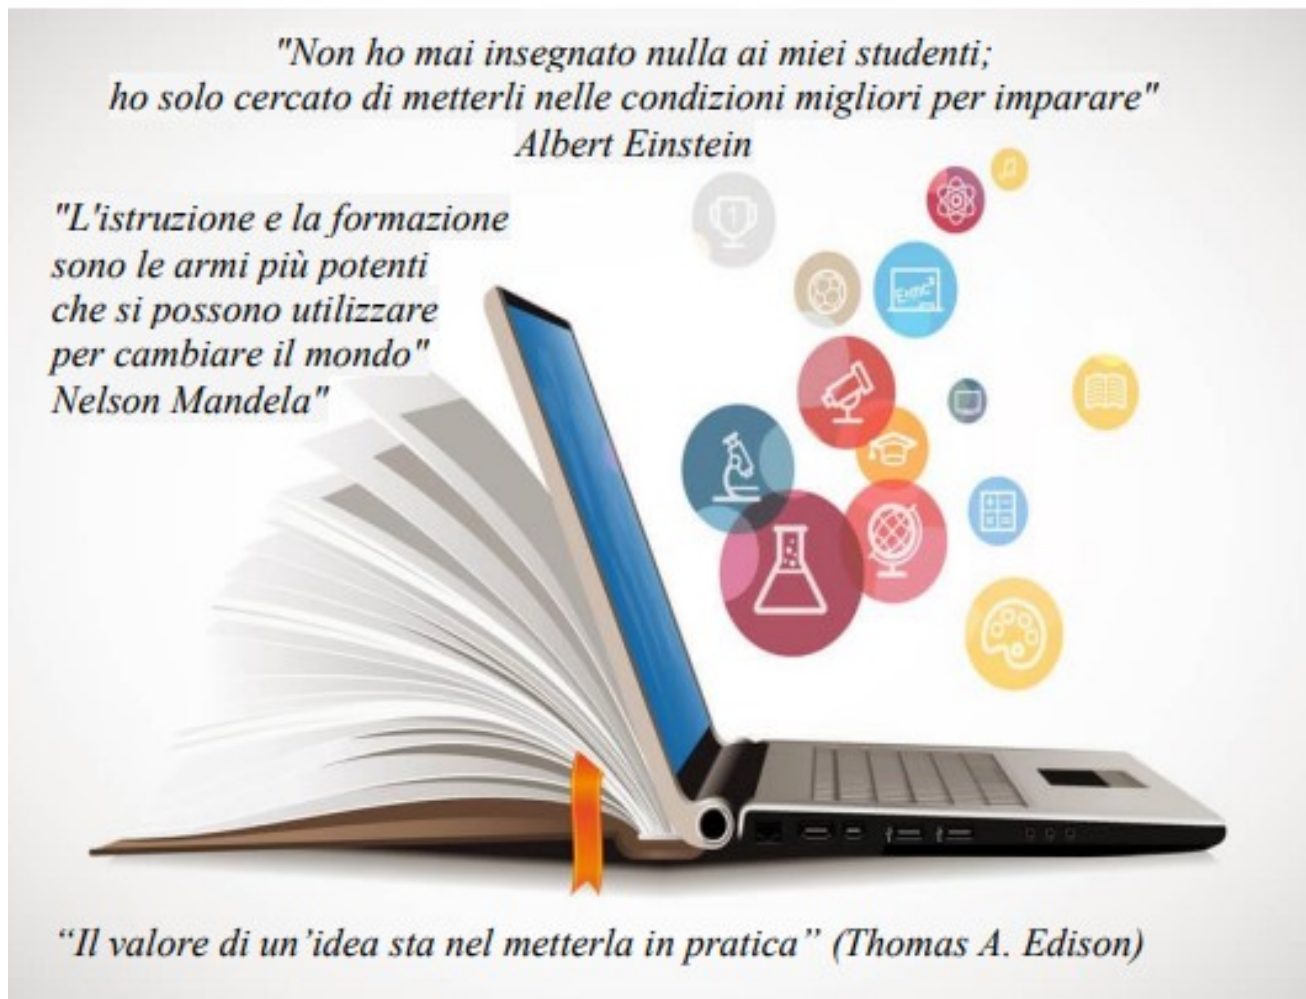 "Non ho mai insegnato nulla ai miei studenti;
ho solo cercato di metterli nelle condizioni migliori per imparare"
Albert Einstein
"L'istruzione e la formazione
sono le armi più potenti
che si possono utilizzare
per cambiare il mondo"
Nelson Mandela"
1
E=mc²
“Il valore di un’idea sta nel metterla in pratica” (Thomas A. Edison)